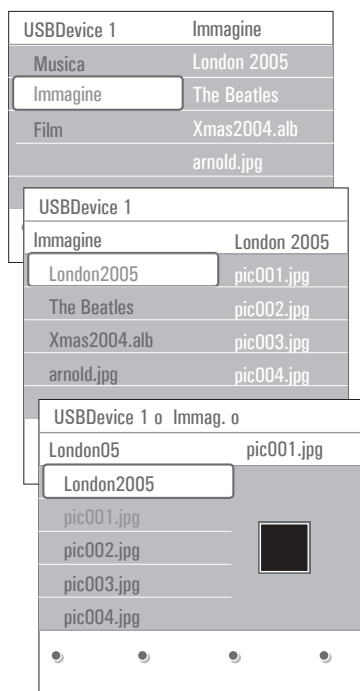 USBDevice 1 Immagine
Musica London 2005
Immagine The Beatles
Film Xmas2004.alb
arnold.jpg
USBDevice 1
Immagine London 2005
London2005 pic001.jpg
The Beatles pic002.jpg
Xmas2004.alb pic003.jpg
arnold.jpg pic004.jpg
USBDevice 1 o Immag. o
London05 pic001.jpg
London2005
pic001.jpg
pic002.jpg
pic003.jpg
pic004.jpg